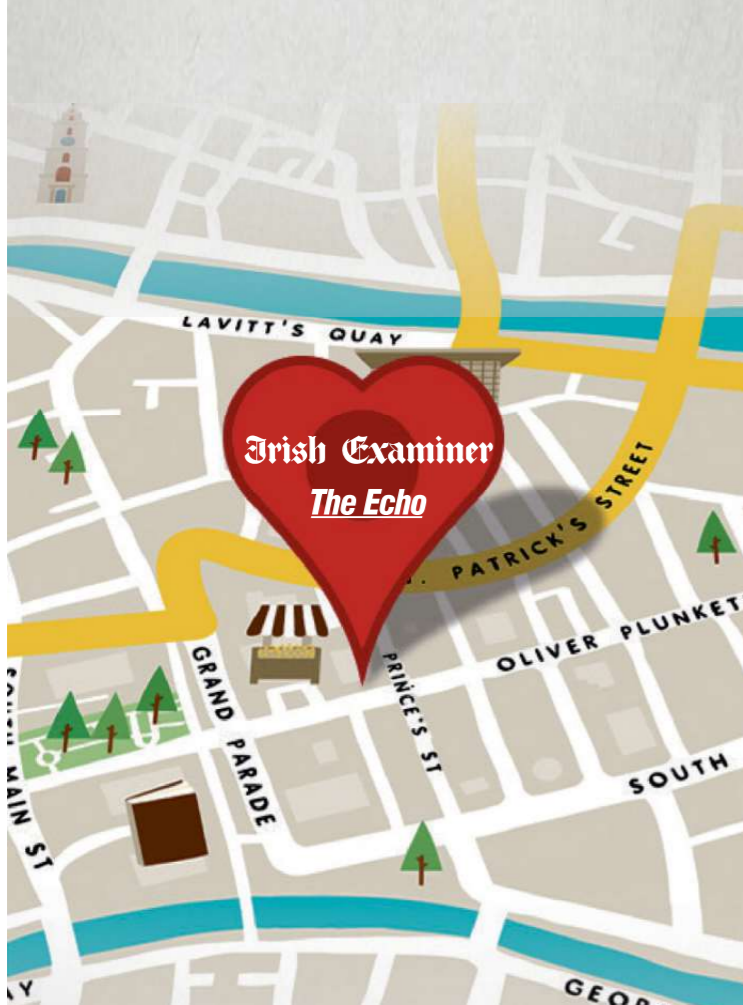 LAVITT'S QUAY
Irish Examiner
The Echo
PATRICK'S STREET
OLIVER PLUNKET
GRAND PARADE
PRINCE'S ST
MAIN ST
SOUTH